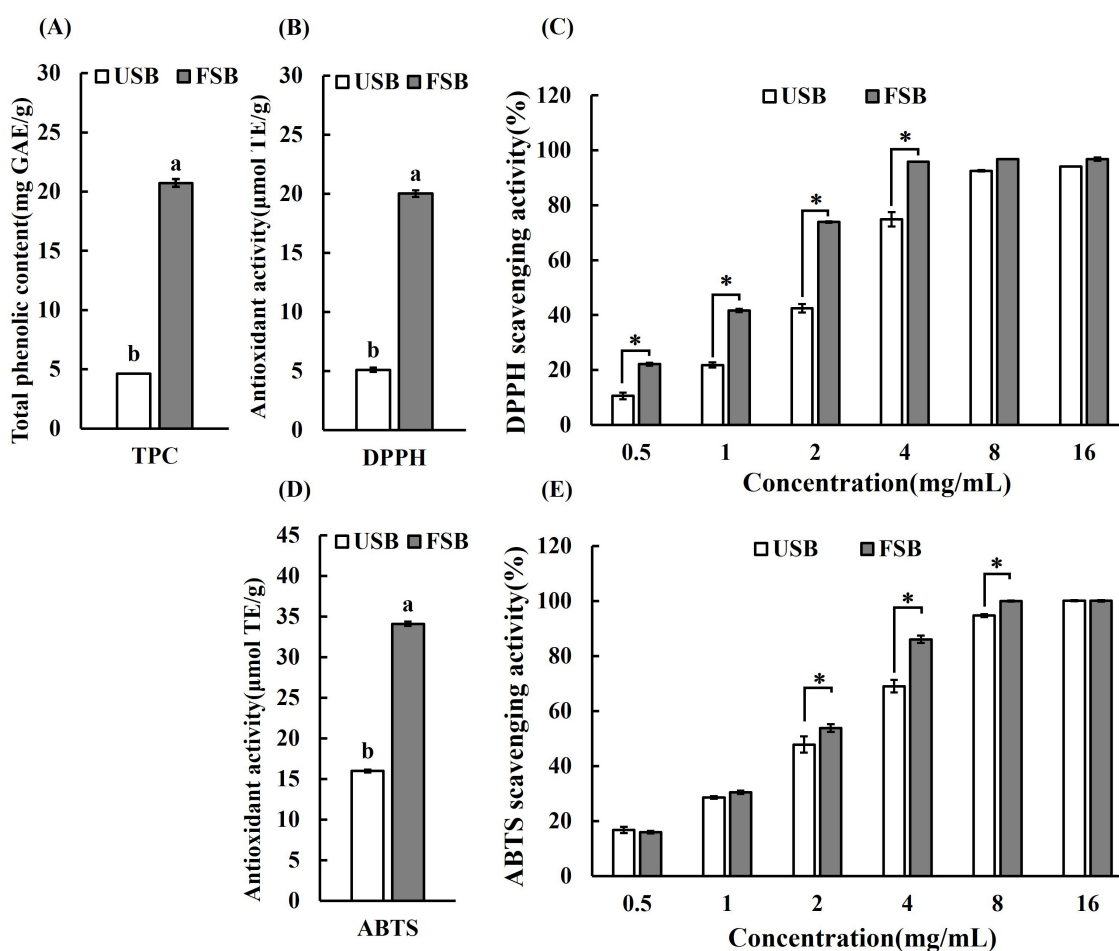 (A)
USB FSB
Total phenolic content(mg GAE/g)
30
25
20
15
10
5
0
b
a
TPC
(B)
USB FSB
Antioxidant activity(μmol TE/g)
30
25
20
15
10
5
0
b
a
DPPH
(C)
USB FSB
DPPH scavenging activity(%)
120
100
80
60
40
20
0
*
*
*
*
0.5 1 2 4 8 16
Concentration(mg/mL)
(D)
USB FSB
Antioxidant activity(μmol TE/g)
45
40
35
30
25
20
15
10
5
0
b
a
ABTS
(E)
USB FSB
ABTS scavenging activity(%)
120
100
80
60
40
20
0
*
*
*
0.5 1 2 4 8 16
Concentration(mg/mL)